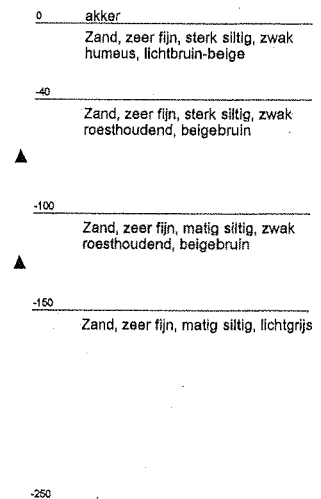 0 akker
Zand, zeer fijn, sterk siltig, zwak
humeus, lichtbruin-beige
-40
Zand, zeer fijn, sterk siltig, zwak
roesthoudend, beigebruin
-100
Zand, zeer fijn, matig siltig, zwak
roesthoudend, beigebruin
-150
Zand, zeer fijn, matig siltig, lichtgrijs
-250